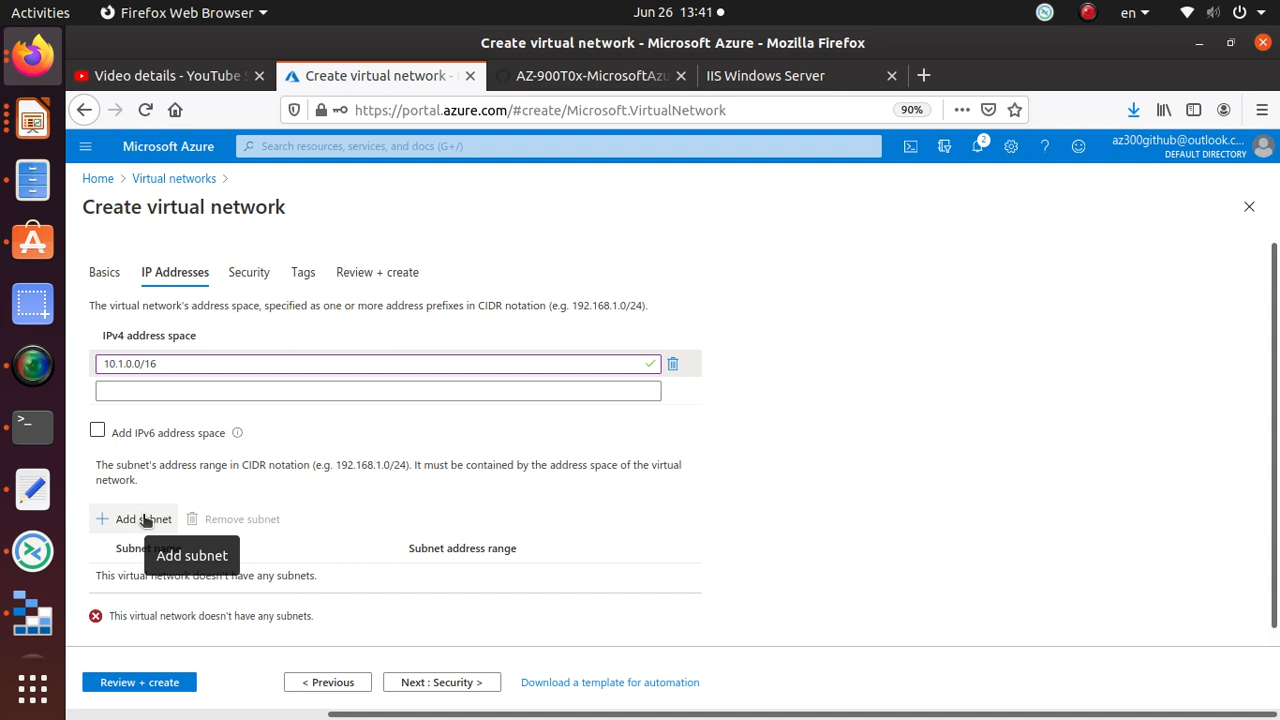 Activities
Firefox Web Browser
Jun 26 13:41
en
Create virtual network - Microsoft Azure - Mozilla Firefox
Video details - YouTube S
Create virtual network -
AZ-900T0x-MicrosoftAzu
IIS Windows Server
https://portal.azure.com/#create/Microsoft.VirtualNetwork
90%
Microsoft Azure
Search resources, services, and docs (G+/)
2
az300github@outlook.c...
DEFAULT DIRECTORY
Home > Virtual networks >
Create virtual network
Basics
IP Addresses
Security
Tags
Review + create
The virtual network's address space, specified as one or more address prefixes in CIDR notation (e.g. 192.168.1.0/24).
IPv4 address space
10.1.0.0/16
Add IPv6 address space
The subnet's address range in CIDR notation (e.g. 192.168.1.0/24). It must be contained by the address space of the virtual
network.
Add subnet
Remove subnet
Subnet
Subnet address range
Add subnet
This virtual network doesn't have any subnets.
This virtual network doesn't have any subnets.
Review + create
< Previous
Next : Security >
Download a template for automation